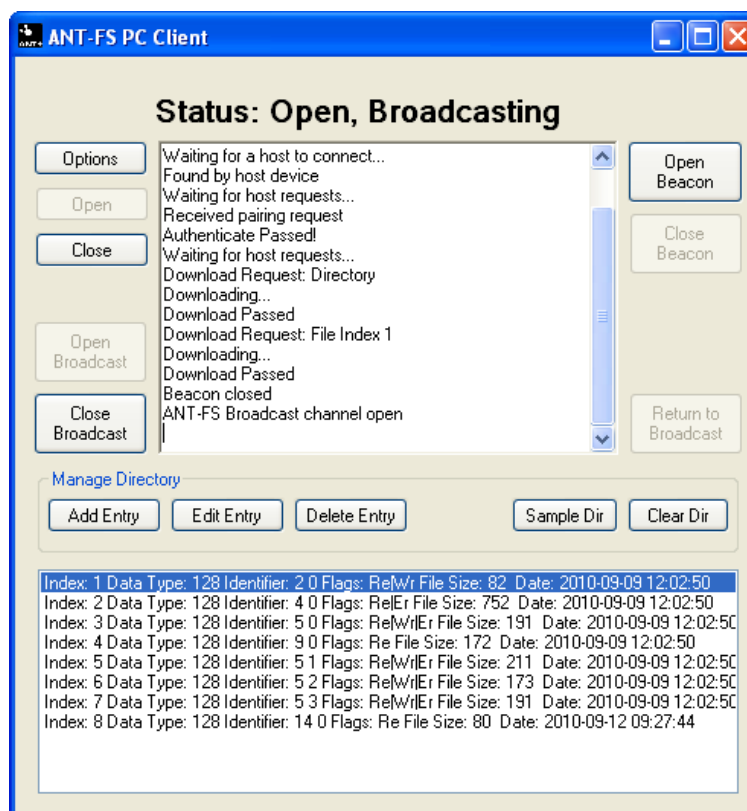 ANT+
ANT-FS PC Client
Status: Open, Broadcasting
Options
Open
Close
Open
Broadcast
Close
Broadcast
Waiting for a host to connect...
Found by host device
Waiting for host requests...
Received pairing request
Authenticate Passed!
Waiting for host requests...
Download Request: Directory
Downloading...
Download Passed
Download Request: File Index 1
Downloading...
Download Passed
Beacon closed
ANT-FS Broadcast channel open
Open
Beacon
Close
Beacon
Return to
Broadcast
Manage Directory
Add Entry Edit Entry Delete Entry Sample Dir Clear Dir
Index: 1 Data Type: 128 Identifier: 2 0 Flags: Re|Wr File Size: 82 Date: 2010-09-09 12:02:50
Index: 2 Data Type: 128 Identifier: 4 0 Flags: Re|Er File Size: 752 Date: 2010-09-09 12:02:50
Index: 3 Data Type: 128 Identifier: 5 0 Flags: Re|Wr|Er File Size: 191 Date: 2010-09-09 12:02:50
Index: 4 Data Type: 128 Identifier: 9 0 Flags: Re File Size: 172 Date: 2010-09-09 12:02:50
Index: 5 Data Type: 128 Identifier: 5 1 Flags: Re|Wr|Er File Size: 211 Date: 2010-09-09 12:02:50
Index: 6 Data Type: 128 Identifier: 5 2 Flags: Re|Wr|Er File Size: 173 Date: 2010-09-09 12:02:50
Index: 7 Data Type: 128 Identifier: 5 3 Flags: Re|Wr|Er File Size: 191 Date: 2010-09-09 12:02:50
Index: 8 Data Type: 128 Identifier: 14 0 Flags: Re File Size: 80 Date: 2010-09-12 09:27:44